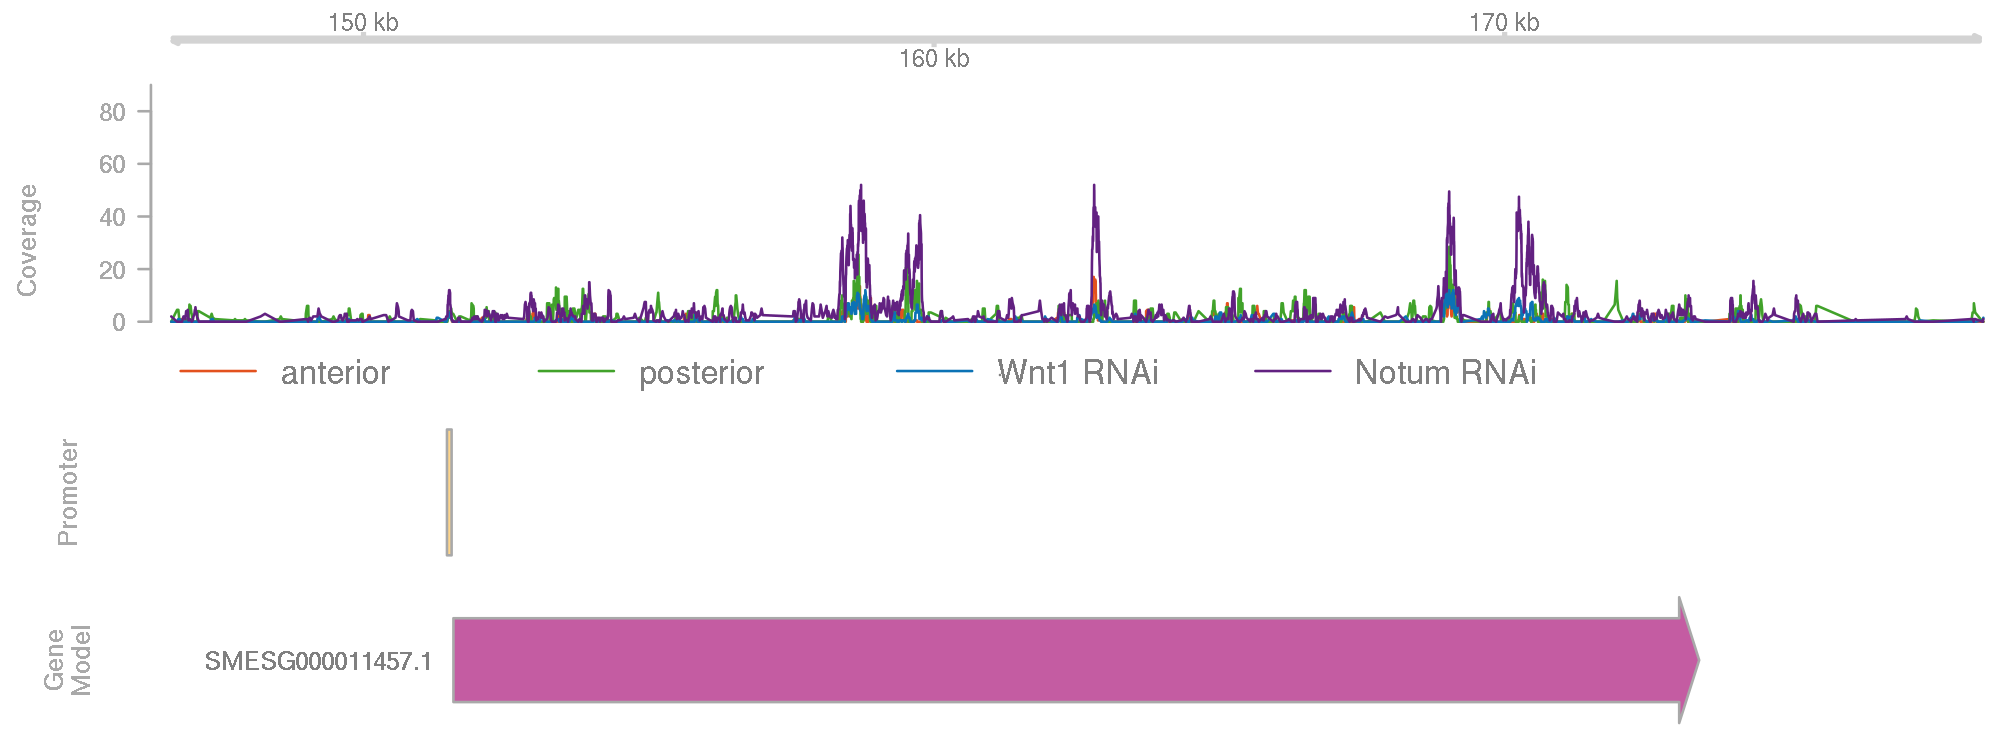 150 kb
170 kb
160 kb
Coverage
80
60
40
20
0
anterior posterior Wnt1 RNAi Notum RNAi
Promoter
Gene
Model
SMESG000011457.1